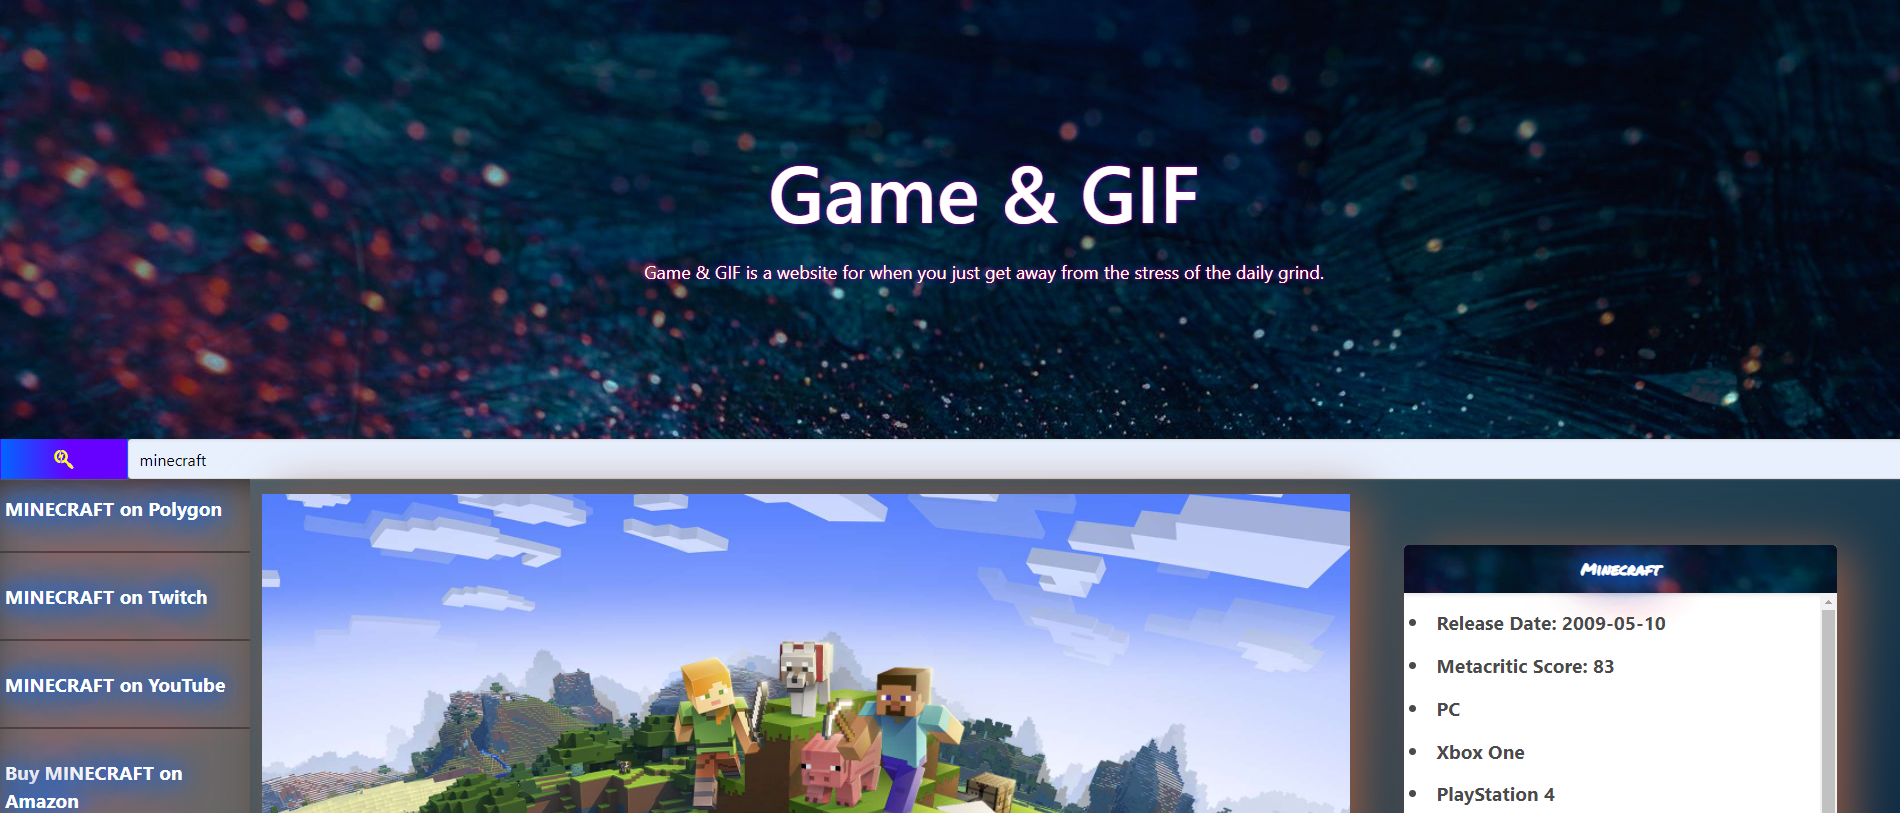 Game & GIF
Game & GIF is a website for when you just get away from the stress of the daily grind.
minecraft
MINECRAFT on Polygon
MINECRAFT on Twitch
MINECRAFT on YouTube
Buy MINECRAFT on
Amazon
Minecraft
Release Date: 2009-05-10
Metacritic Score: 83
PC
Xbox One
PlayStation 4